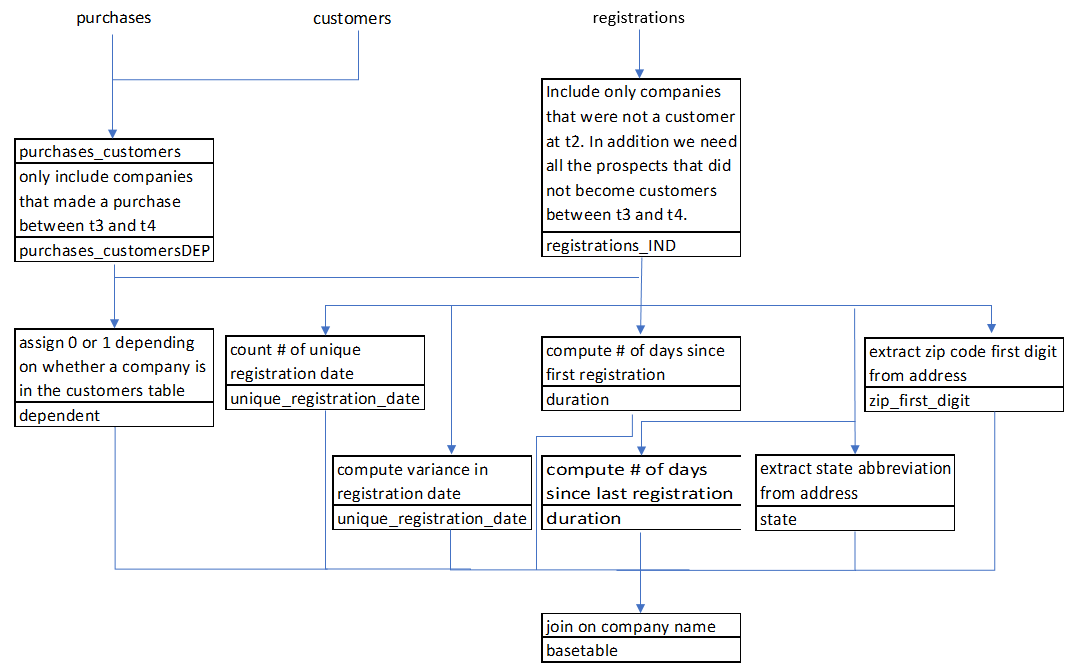 purchases
customers
registrations
purchases_customers
only include companies
that made a purchase
between t3 and t4
purchases_customersDEP
Include only companies
that were not a customer
at t2. In addition we need
all the prospects that did
not become customers
between t3 and t4.
registrations_IND
assign 0 or 1 depending
on whether a company is
in the customers table
dependent
count # of unique
registration date
unique_registration_date
compute # of days since
first registration
duration
extract zip code first digit
from address
zip_first_digit
compute variance in
registration date
unique_registration_date
compute # of days
since last registration
duration
extract state abbreviation
from address
state
join on company name
basetable